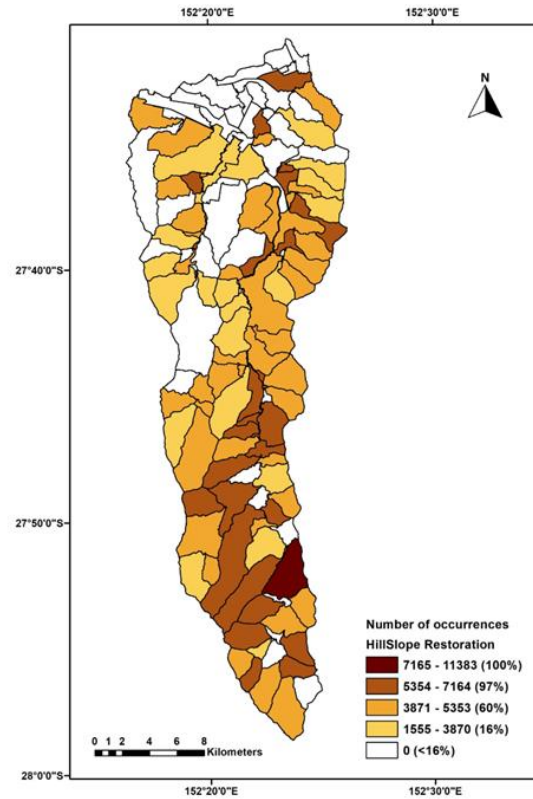 152°20'0"E 152°30'0"E
N
27°40'0"S
27°50'0"S
Number of occurrences
HillSlope Restoration
7165 - 11383 (100%)
5354 - 7164 (97%)
3871 - 5353 (60%)
1555 - 3870 (16%)
0 (<16%)
0 1 2 4 6 8
Kilometers
28°0'0"S
152°20'0"E 152°30'0"E